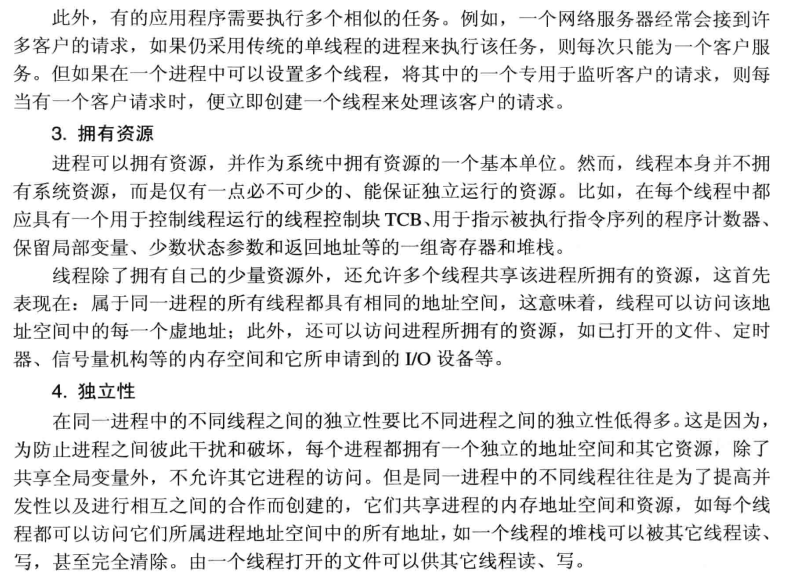 此外，有的应用程序需要执行多个相似的任务。例如，一个网络服务器经常会接到许
多客户的请求，如果仍采用传统的单线程的进程来执行该任务，则每次只能为一个客户服
务。但如果在一个进程中可以设置多个线程，将其中的一个专用于监听客户的请求，则每
当有一个客户请求时，便立即创建一个线程来处理该客户的请求。
3. 拥有资源
进程可以拥有资源，并作为系统中拥有资源的一个基本单位。然而，线程本身并不拥
有系统资源，而是仅有一点必不可少的、能保证独立运行的资源。比如，在每个线程中都
应具有一个用于控制线程运行的线程控制块 TCB、用于指示被执行指令序列的程序计数器、
保留局部变量、少数状态参数和返回地址等的一组寄存器和堆栈。
线程除了拥有自己的少量资源外，还允许多个线程共享该进程所拥有的资源，这首先
表现在：属于同一进程的所有线程都具有相同的地址空间，这意味着，线程可以访问该地
址空间中的每一个虚地址；此外，还可以访问进程所拥有的资源，如已打开的文件、定时
器、信号量机构等的内存空间和它所申请到的 I/O 设备等。
4. 独立性
在同一进程中的不同线程之间的独立性要比不同进程之间的独立性低得多。这是因为，
为防止进程之间彼此干扰和破坏，每个进程都拥有一个独立的地址空间和其它资源，除了
共享全局变量外，不允许其它进程的访问。但是同一进程中的不同线程往往是为了提高并
发性以及进行相互之间的合作而创建的，它们共享进程的内存地址空间和资源，如每个线
程都可以访问它们所属进程地址空间中的所有地址，如一个线程的堆栈可以被其它线程读、
写，甚至完全清除。由一个线程打开的文件可以供其它线程读、写。